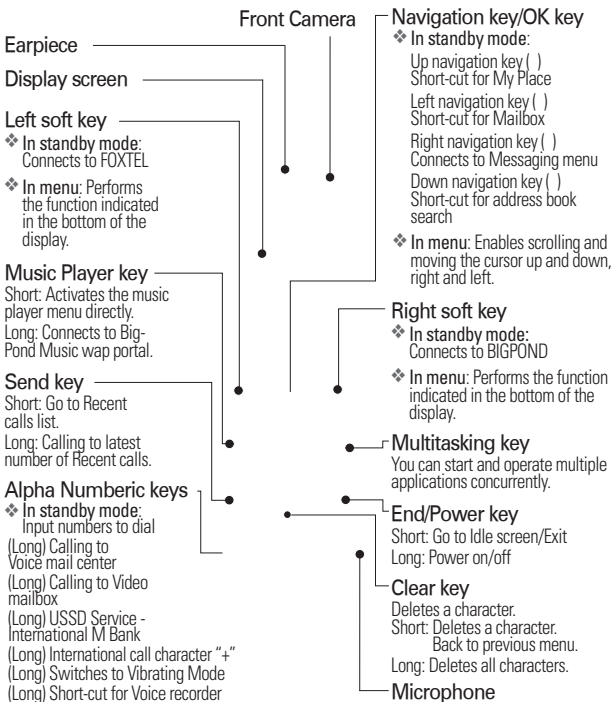 Front Camera
Earpiece
Display screen
Left soft key
❖ In standby mode:
Connects to FOXTEL
❖ In menu: Performs
the function indicated
in the bottom of the
display.
Music Player key
Short: Activates the music
player menu directly.
Long: Connects to Big-
Pond Music wap portal.
Send key
Short: Go to Recent
calls list.
Long: Calling to latest
number of Recent calls.
Alpha Numberic keys
❖ In standby mode:
Input numbers to dial
(Long) Calling to
Voice mail center
(Long) Calling to Video
mailbox
(Long) USSD Service -
International M Bank
(Long) International call character "+"
(Long) Switches to Vibrating Mode
(Long) Short-cut for Voice recorder
Navigation key/OK key
❖ In standby mode:
Up navigation key ( )
Short-cut for My Place
Left navigation key ( )
Short-cut for Mailbox
Right navigation key ( )
Connects to Messaging menu
Down navigation key ( )
Short-cut for address book
search
❖ In menu: Enables scrolling and
moving the cursor up and down,
right and left.
Right soft key
❖ In standby mode:
Connects to BIGPOND
❖ In menu: Performs the function
indicated in the bottom of the
display.
Multitasking key
You can start and operate multiple
applications concurrently.
End/Power key
Short: Go to Idle screen/Exit
Long: Power on/off
Clear key
Deletes a character.
Short: Deletes a character.
Back to previous menu.
Long: Deletes all characters.
Microphone